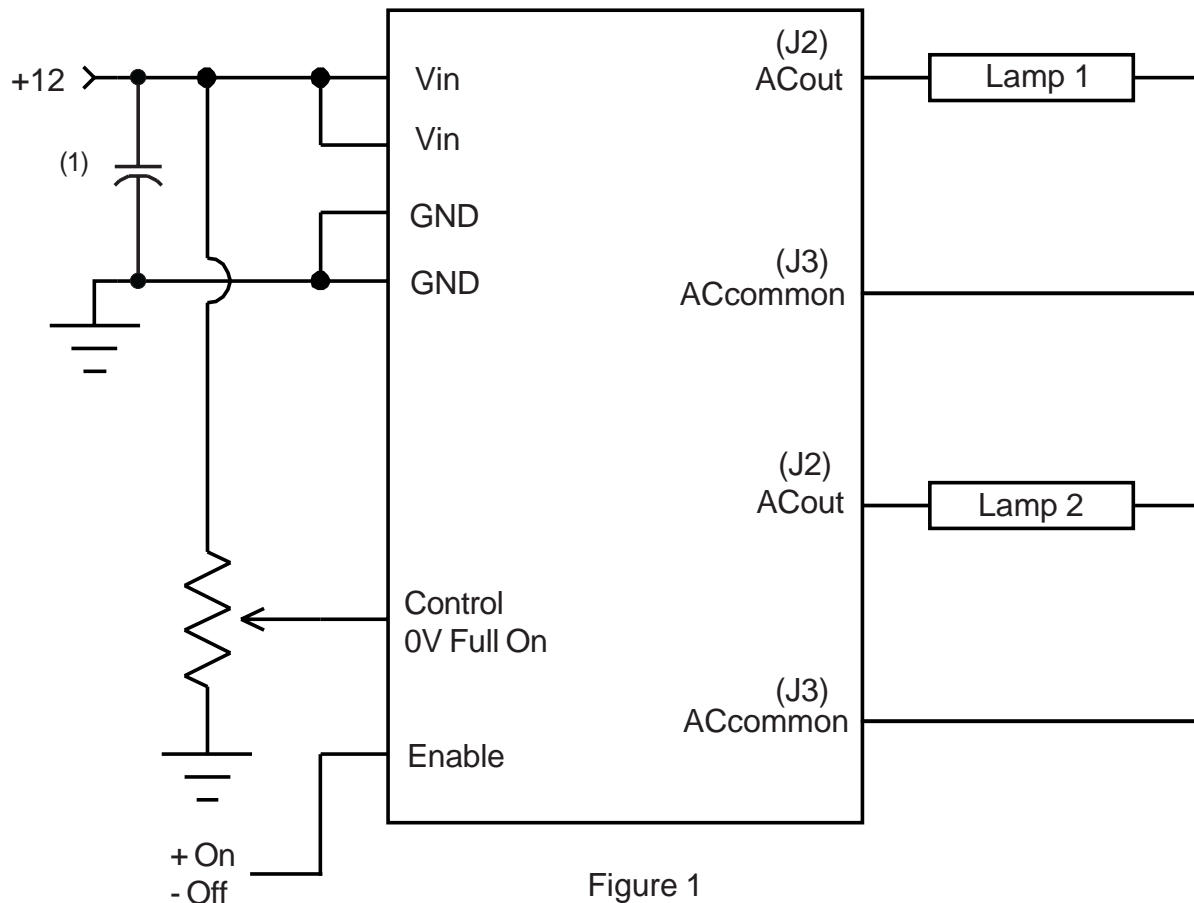 +12
(1)
Vin
Vin
GND
GND
Control
0V Full On
Enable
+ On
- Off
(J2)
ACout
Lamp 1
(J3)
ACcommon
(J2)
ACout
Lamp 2
(J3)
ACcommon
Figure 1